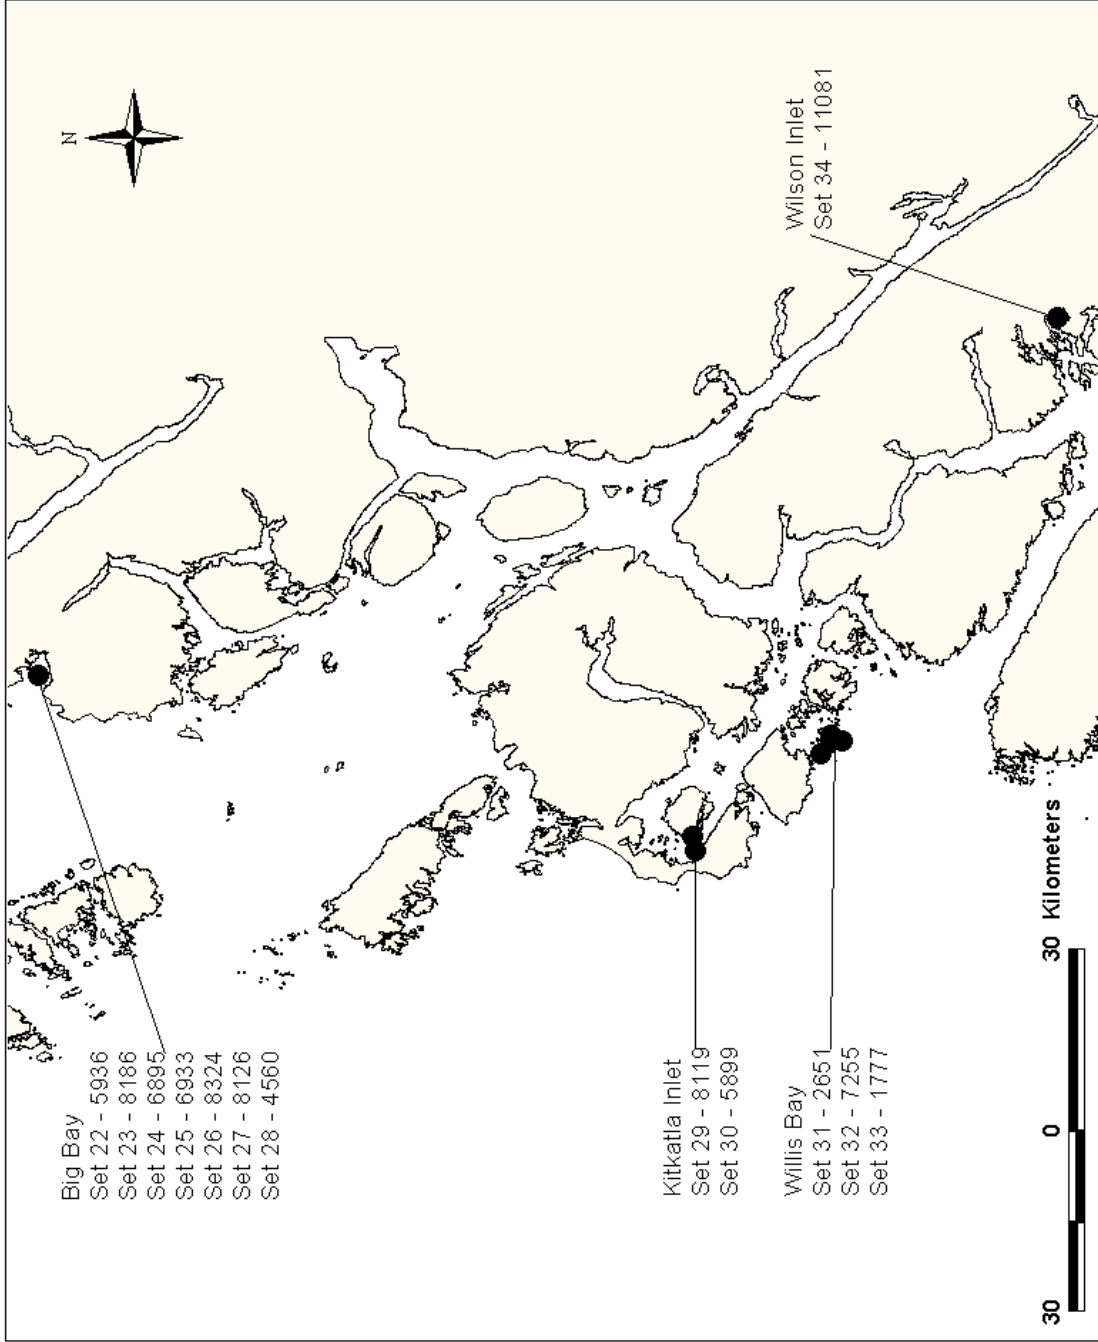 N
Big Bay
Set 22 - 5936
Set 23 - 8186
Set 24 - 6895
Set 25 - 6933
Set 26 - 8324
Set 27 - 8126
Set 28 - 4560
Wilson Inlet
Set 34 - 11081
Kitkatla Inlet
Set 29 - 8119
Set 30 - 5899
Willis Bay
Set 31 - 2651
Set 32 - 7255
Set 33 - 1777
30 0 30 Kilometers